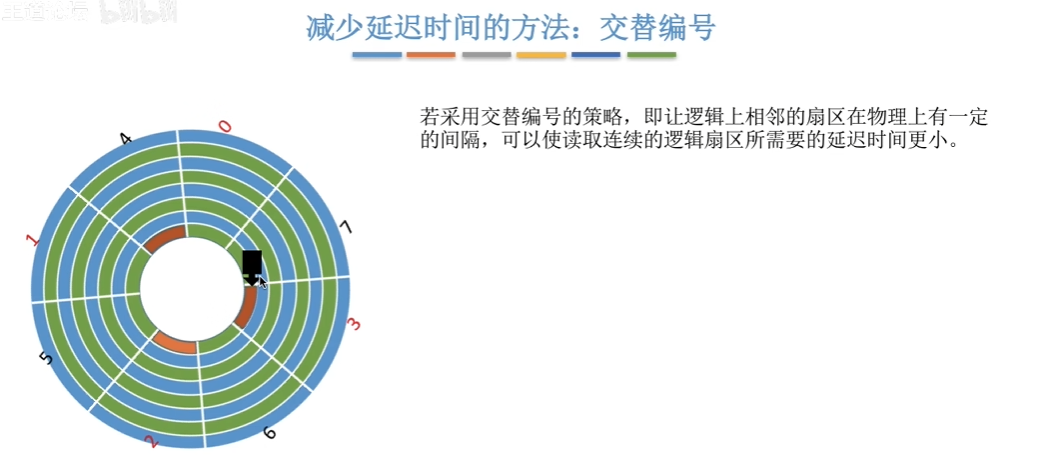 王道论坛 bilibili
减少延迟时间的方法：交替编号
若采用交替编号的策略，即让逻辑上相邻的扇区在物理上有一定
的间隔，可以使读取连续的逻辑扇区所需要的延迟时间更小。
0
7
3
6
2
5
1
4